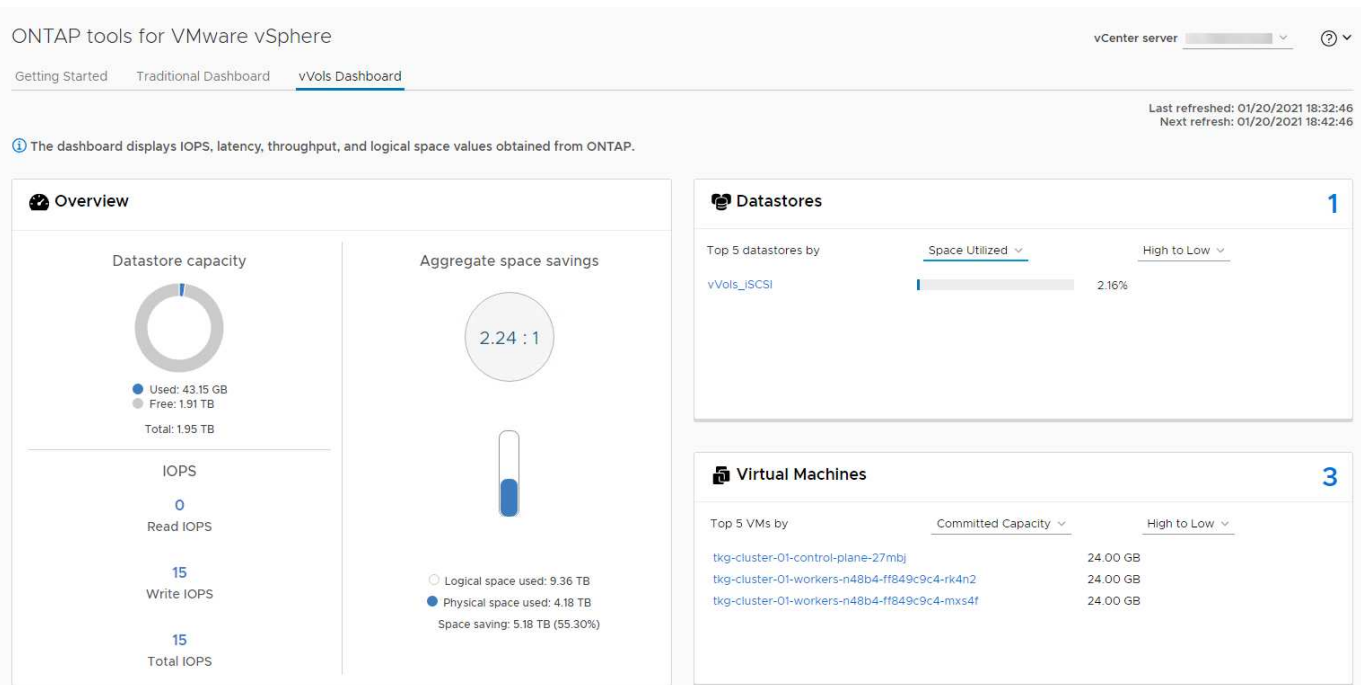 ONTAP tools for VMware vSphere
vCenter server
Getting Started Traditional Dashboard vVols Dashboard
Last refreshed: 01/20/2021 18:32:46
Next refresh: 01/20/2021 18:42:46
The dashboard displays IOPS, latency, throughput, and logical space values obtained from ONTAP.
Overview
Datastore capacity
Used: 43.15 GB
Free: 1.91 TB
Total: 1.95 TB
IOPS
0
Read IOPS
15
Write IOPS
15
Total IOPS
Aggregate space savings
2.24 : 1
Logical space used: 9.36 TB
Physical space used: 4.18 TB
Space saving: 5.18 TB (55.30%)
Datastores 1
Top 5 datastores by Space Utilized High to Low
vVols_iSCSI 2.16%
Virtual Machines 3
Top 5 VMs by Committed Capacity High to Low
tkg-cluster-01-control-plane-27mbj 24.00 GB
tkg-cluster-01-workers-n48b4-ff849c9c4-rk4n2 24.00 GB
tkg-cluster-01-workers-n48b4-ff849c9c4-mxs4f 24.00 GB